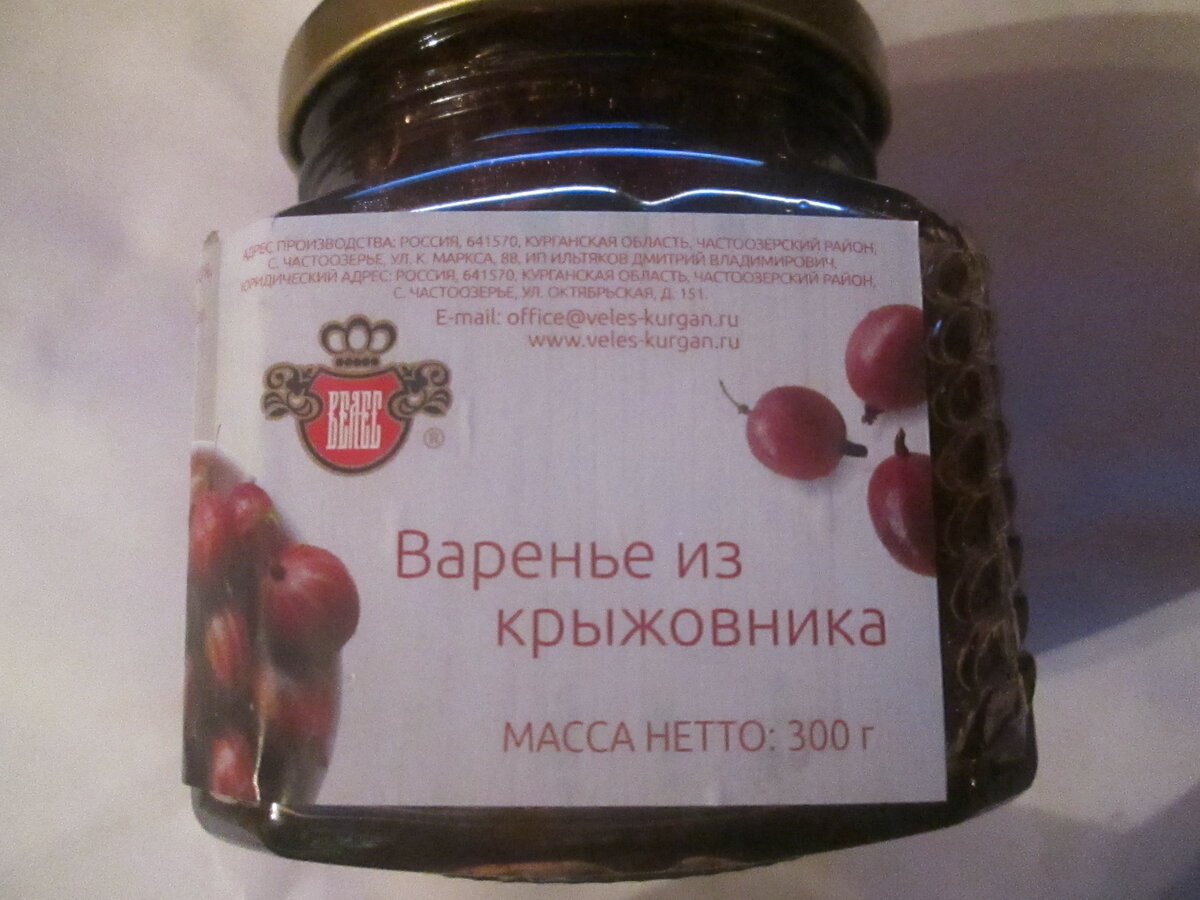 АДРЕС ПРОИЗВОДСТВА: РОССИЯ, 641570, КУРГАНСКАЯ ОБЛАСТЬ, ЧАСТООЗЕРСКИЙ РАЙОН,
С. ЧАСТООЗЕРЬЕ, УЛ. К. МАРКСА, 88, ИП ИЛЬТЯКОВ ДМИТРИЙ ВЛАДИМИРОВИЧ.
ЮРИДИЧЕСКИЙ АДРЕС: РОССИЯ, 641570, КУРГАНСКАЯ ОБЛАСТЬ, ЧАСТООЗЕРСКИЙ РАЙОН,
С. ЧАСТООЗЕРЬЕ, УЛ. ОКТЯБРЬСКАЯ, Д. 151.
E-mail: office@veles-kurgan.ru
www.veles-kurgan.ru
ВЕЛЕС
®
Варенье из
крыжовника
МАССА НЕТТО: 300 г